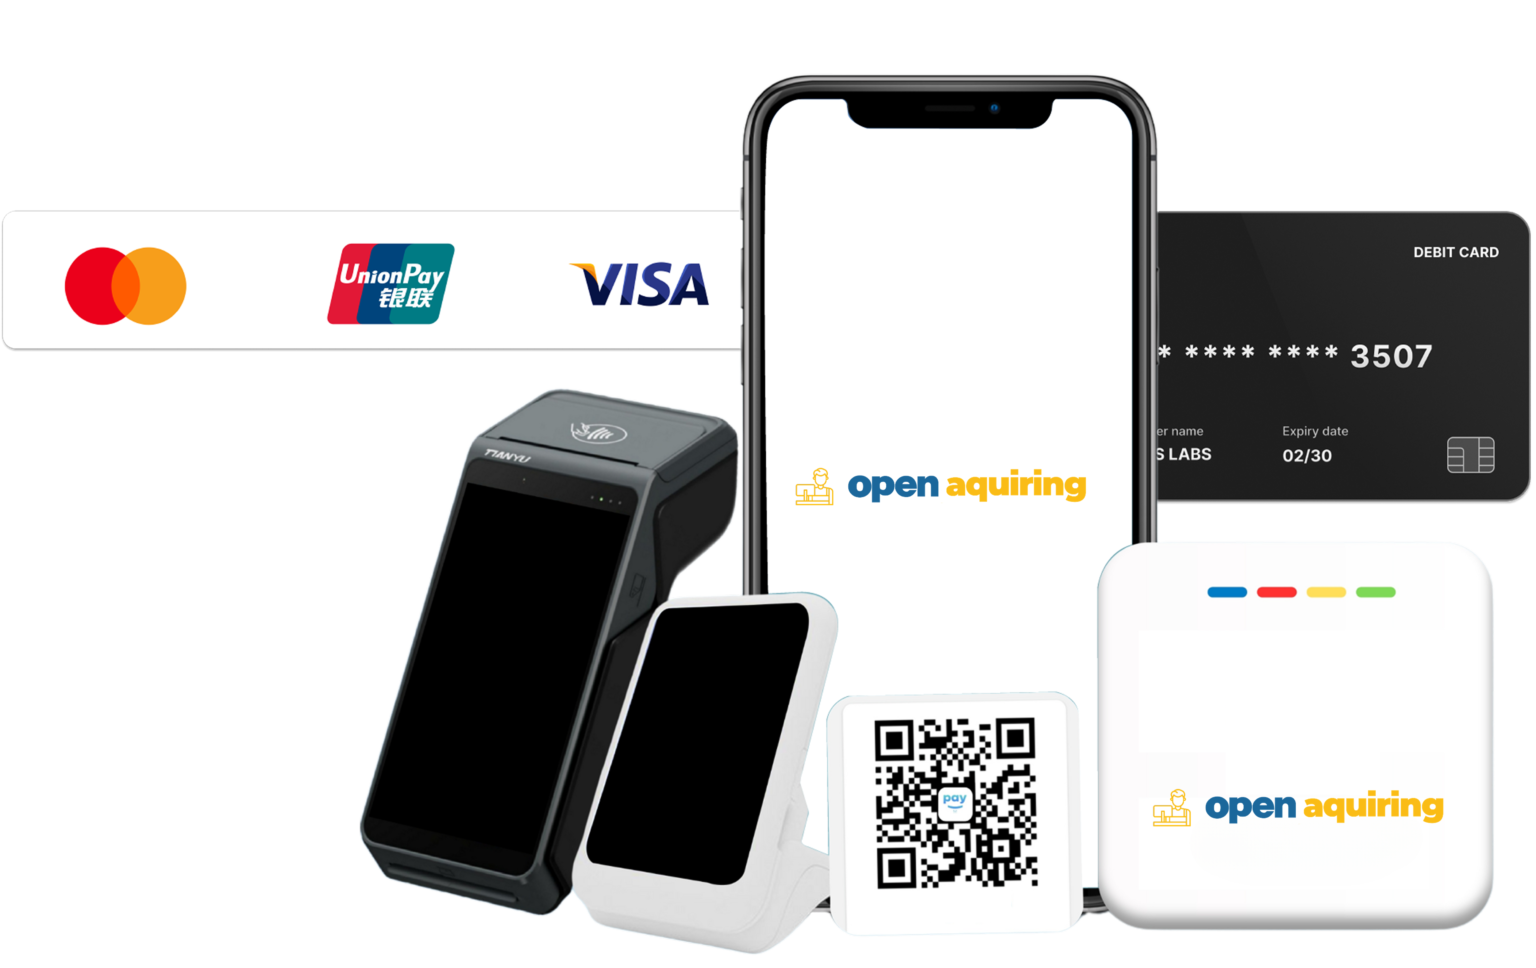 UnionPay
银联
VISA
DEBIT CARD
* **** **** 3507
er name
Expiry date
S LABS
02/30
TIANYU
open aquiring
pay
open aquiring